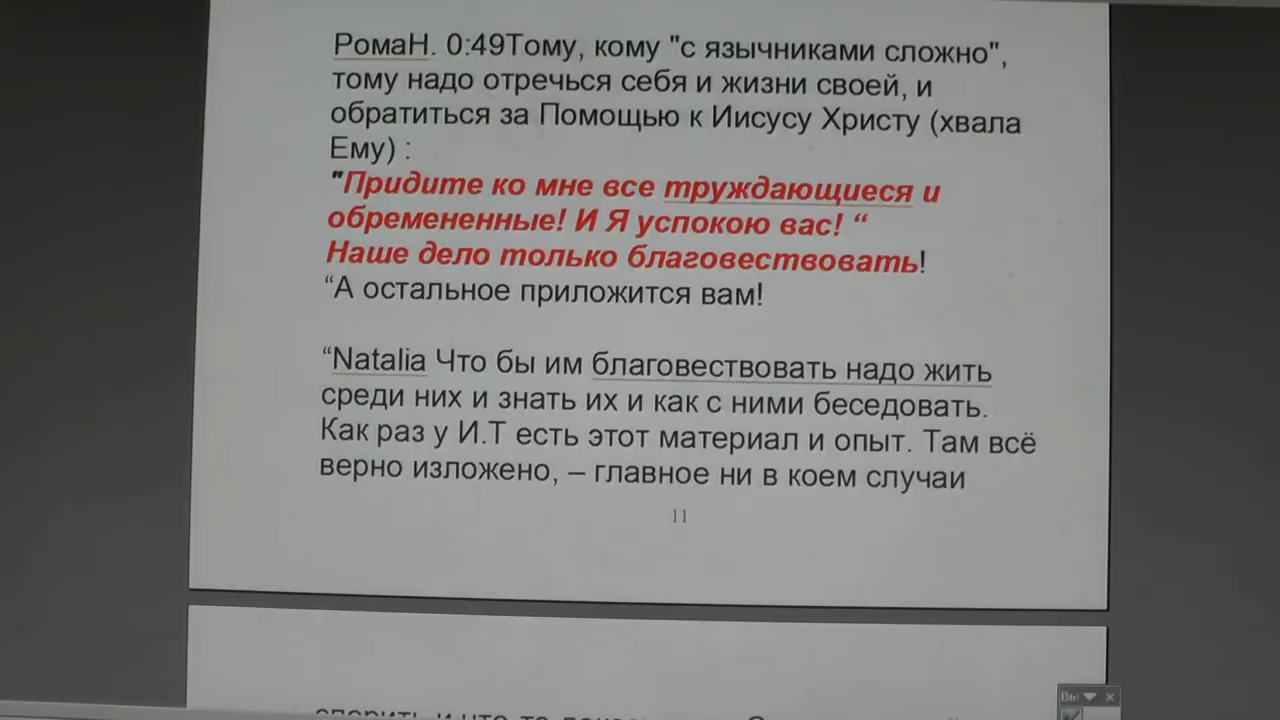 РомаН. 0:49Тому, кому "с язычниками сложно",
тому надо отречься себя и жизни своей, и
обратиться за Помощью к Иисусу Христу (хвала
Ему) :
"Придите ко мне все труждающиеся и
обремененные! И Я успокою вас! “
Наше дело только благовествовать!
“А остальное приложится вам!
“Natalia Что бы им благовествовать надо жить
среди них и знать их и как с ними беседовать.
Как раз у И.Т есть этот материал и опыт. Там всё
верно изложено, – главное ни в коем случаи
11
Вы